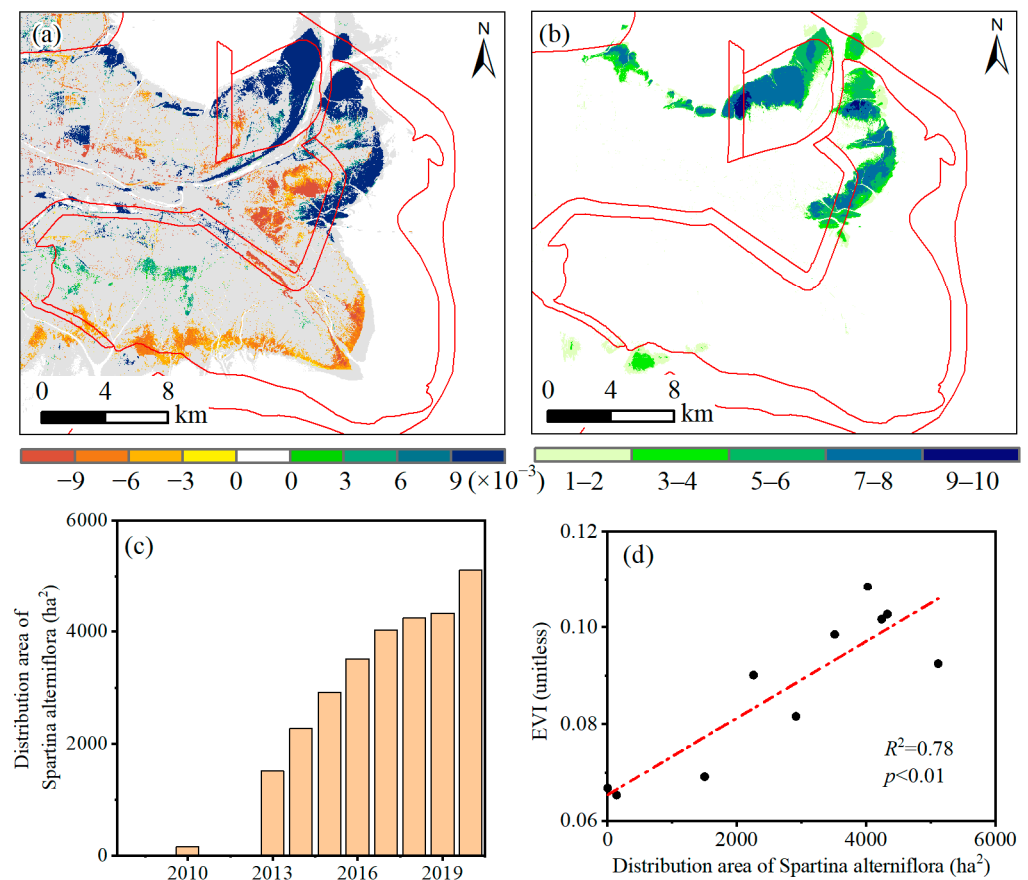 (a)
N
0 4 8
km
−9 −6 −3 0 0 3 6 9 (×10⁻³)
(b)
N
0 4 8
km
1–2 3–4 5–6 7–8 9–10
(c)
Distribution area of
Spartina alterniflora (ha²)
6000
4000
2000
0
2010 2013 2016 2019
(d)
EVI (unitless)
0.12
0.10
0.08
0.06
R²=0.78
p<0.01
0 2000 4000 6000
Distribution area of Spartina alterniflora (ha²)